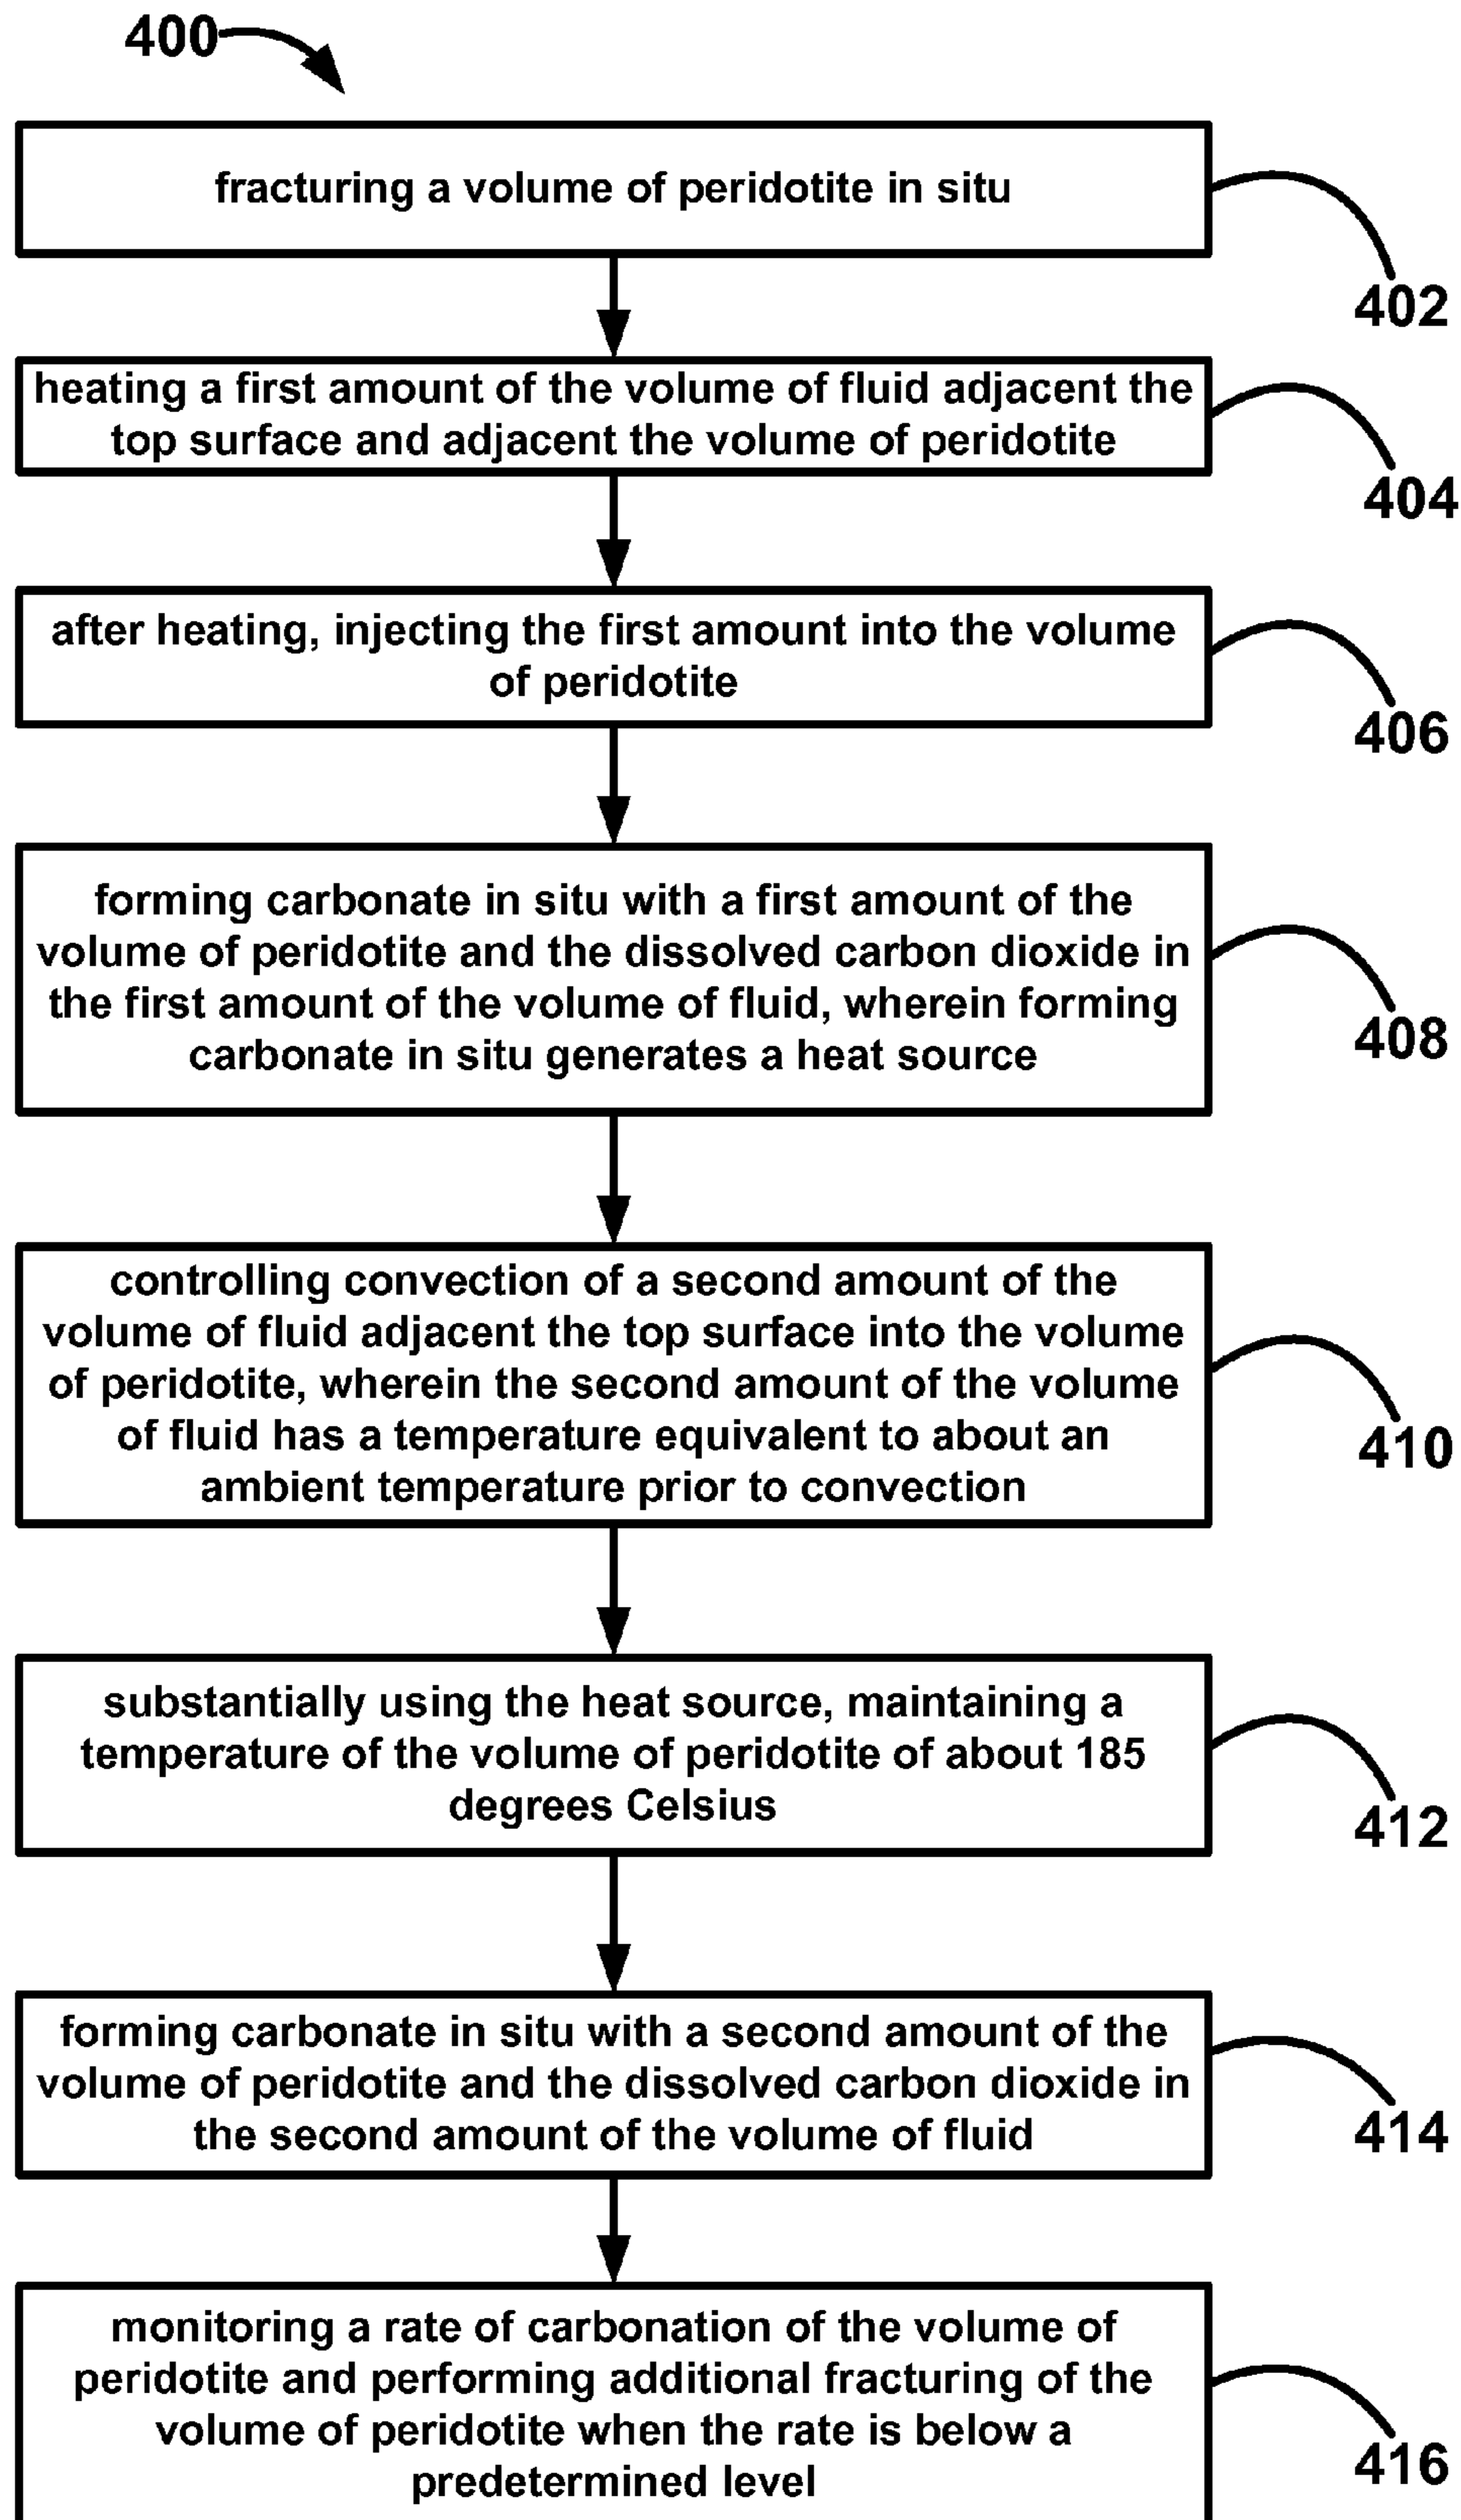 400
fracturing a volume of peridotite in situ
402
heating a first amount of the volume of fluid adjacent the
top surface and adjacent the volume of peridotite
404
after heating, injecting the first amount into the volume
of peridotite
406
forming carbonate in situ with a first amount of the
volume of peridotite and the dissolved carbon dioxide in
the first amount of the volume of fluid, wherein forming
carbonate in situ generates a heat source
408
controlling convection of a second amount of the
volume of fluid adjacent the top surface into the volume
of peridotite, wherein the second amount of the volume
of fluid has a temperature equivalent to about an
ambient temperature prior to convection
410
substantially using the heat source, maintaining a
temperature of the volume of peridotite of about 185
degrees Celsius
412
forming carbonate in situ with a second amount of the
volume of peridotite and the dissolved carbon dioxide in
the second amount of the volume of fluid
414
monitoring a rate of carbonation of the volume of
peridotite and performing additional fracturing of the
volume of peridotite when the rate is below a
predetermined level
416